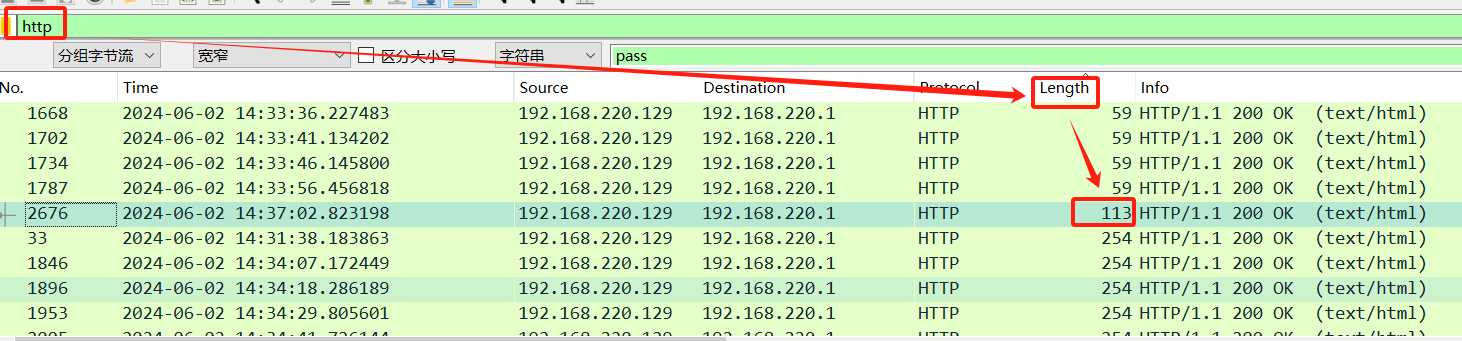 http
分组字节流 宽窄 区分大小写 字符串 pass
No. Time Source Destination Protocol Length Info
1668 2024-06-02 14:33:36.227483 192.168.220.129 192.168.220.1 HTTP 59 HTTP/1.1 200 OK (text/html)
1702 2024-06-02 14:33:41.134202 192.168.220.129 192.168.220.1 HTTP 59 HTTP/1.1 200 OK (text/html)
1734 2024-06-02 14:33:46.145800 192.168.220.129 192.168.220.1 HTTP 59 HTTP/1.1 200 OK (text/html)
1787 2024-06-02 14:33:56.456818 192.168.220.129 192.168.220.1 HTTP 59 HTTP/1.1 200 OK (text/html)
2676 2024-06-02 14:37:02.823198 192.168.220.129 192.168.220.1 HTTP 113 HTTP/1.1 200 OK (text/html)
33 2024-06-02 14:31:38.183863 192.168.220.129 192.168.220.1 HTTP 254 HTTP/1.1 200 OK (text/html)
1846 2024-06-02 14:34:07.172449 192.168.220.129 192.168.220.1 HTTP 254 HTTP/1.1 200 OK (text/html)
1896 2024-06-02 14:34:18.286189 192.168.220.129 192.168.220.1 HTTP 254 HTTP/1.1 200 OK (text/html)
1953 2024-06-02 14:34:29.805601 192.168.220.129 192.168.220.1 HTTP 254 HTTP/1.1 200 OK (text/html)